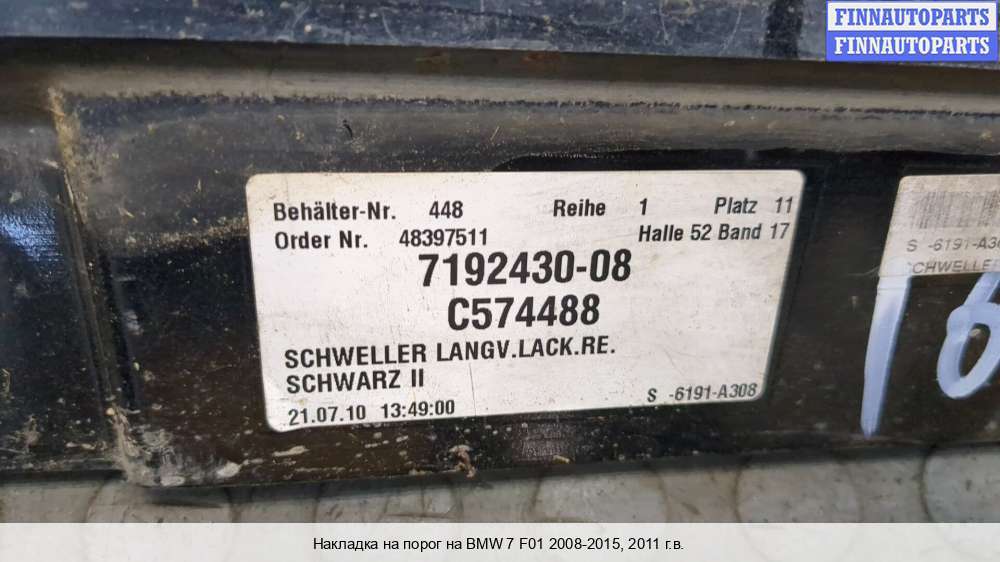 FINNAUTOPARTS
FINNAUTOPARTS
Behälter-Nr. 448 Reihe 1 Platz 11
Order Nr. 48397511 Halle 52 Band 17
7192430-08
C574488
SCHWELLER LANGV.LACK.RE.
SCHWARZ II
21.07.10 13:49:00 S -6191-A308
S -6191-A30
SCHWELLER
Накладка на порог на BMW 7 F01 2008-2015, 2011 г.в.